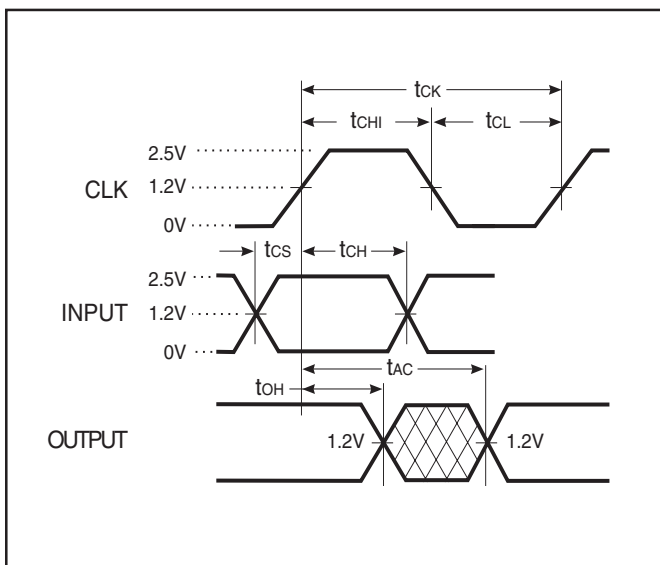 tCK
tCHI tCL
2.5V
CLK 1.2V
0V
tCS tCH
2.5V
INPUT 1.2V
0V
tAC
tOH
OUTPUT 1.2V 1.2V